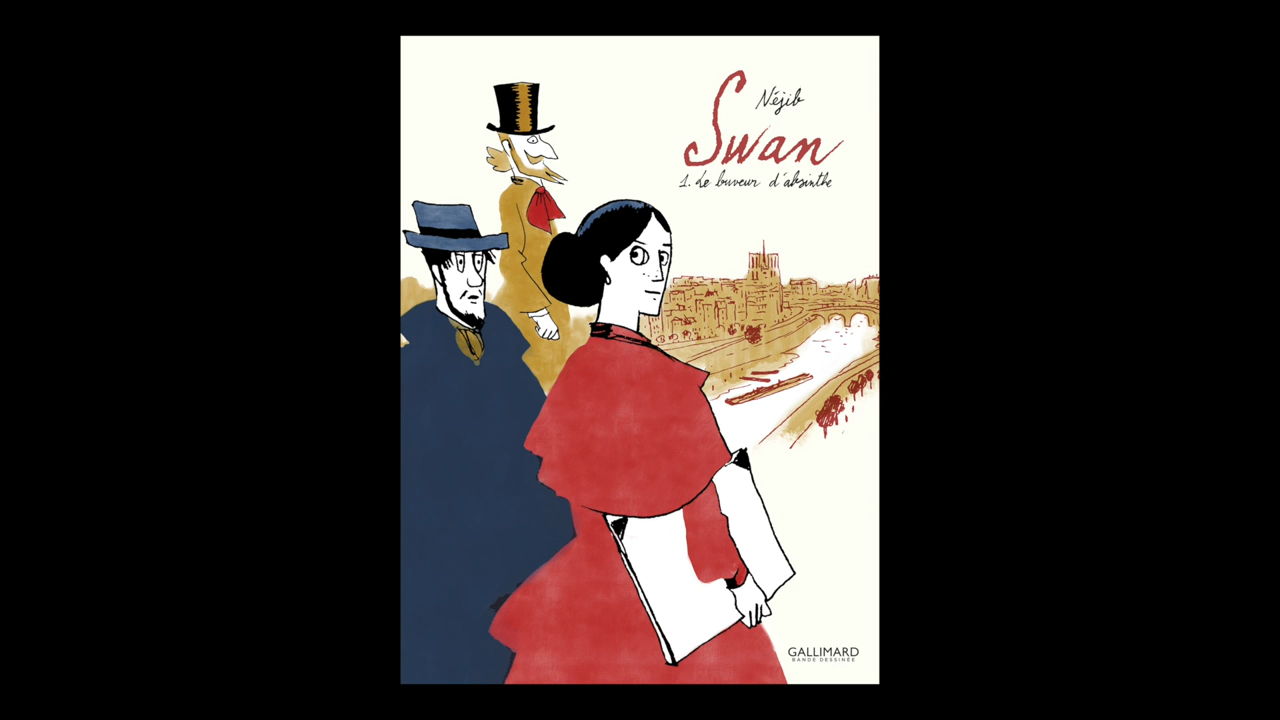 Néjib
Swan
1. Le buveur d'absinthe
GALLIMARD
BANDE DESSINÉE